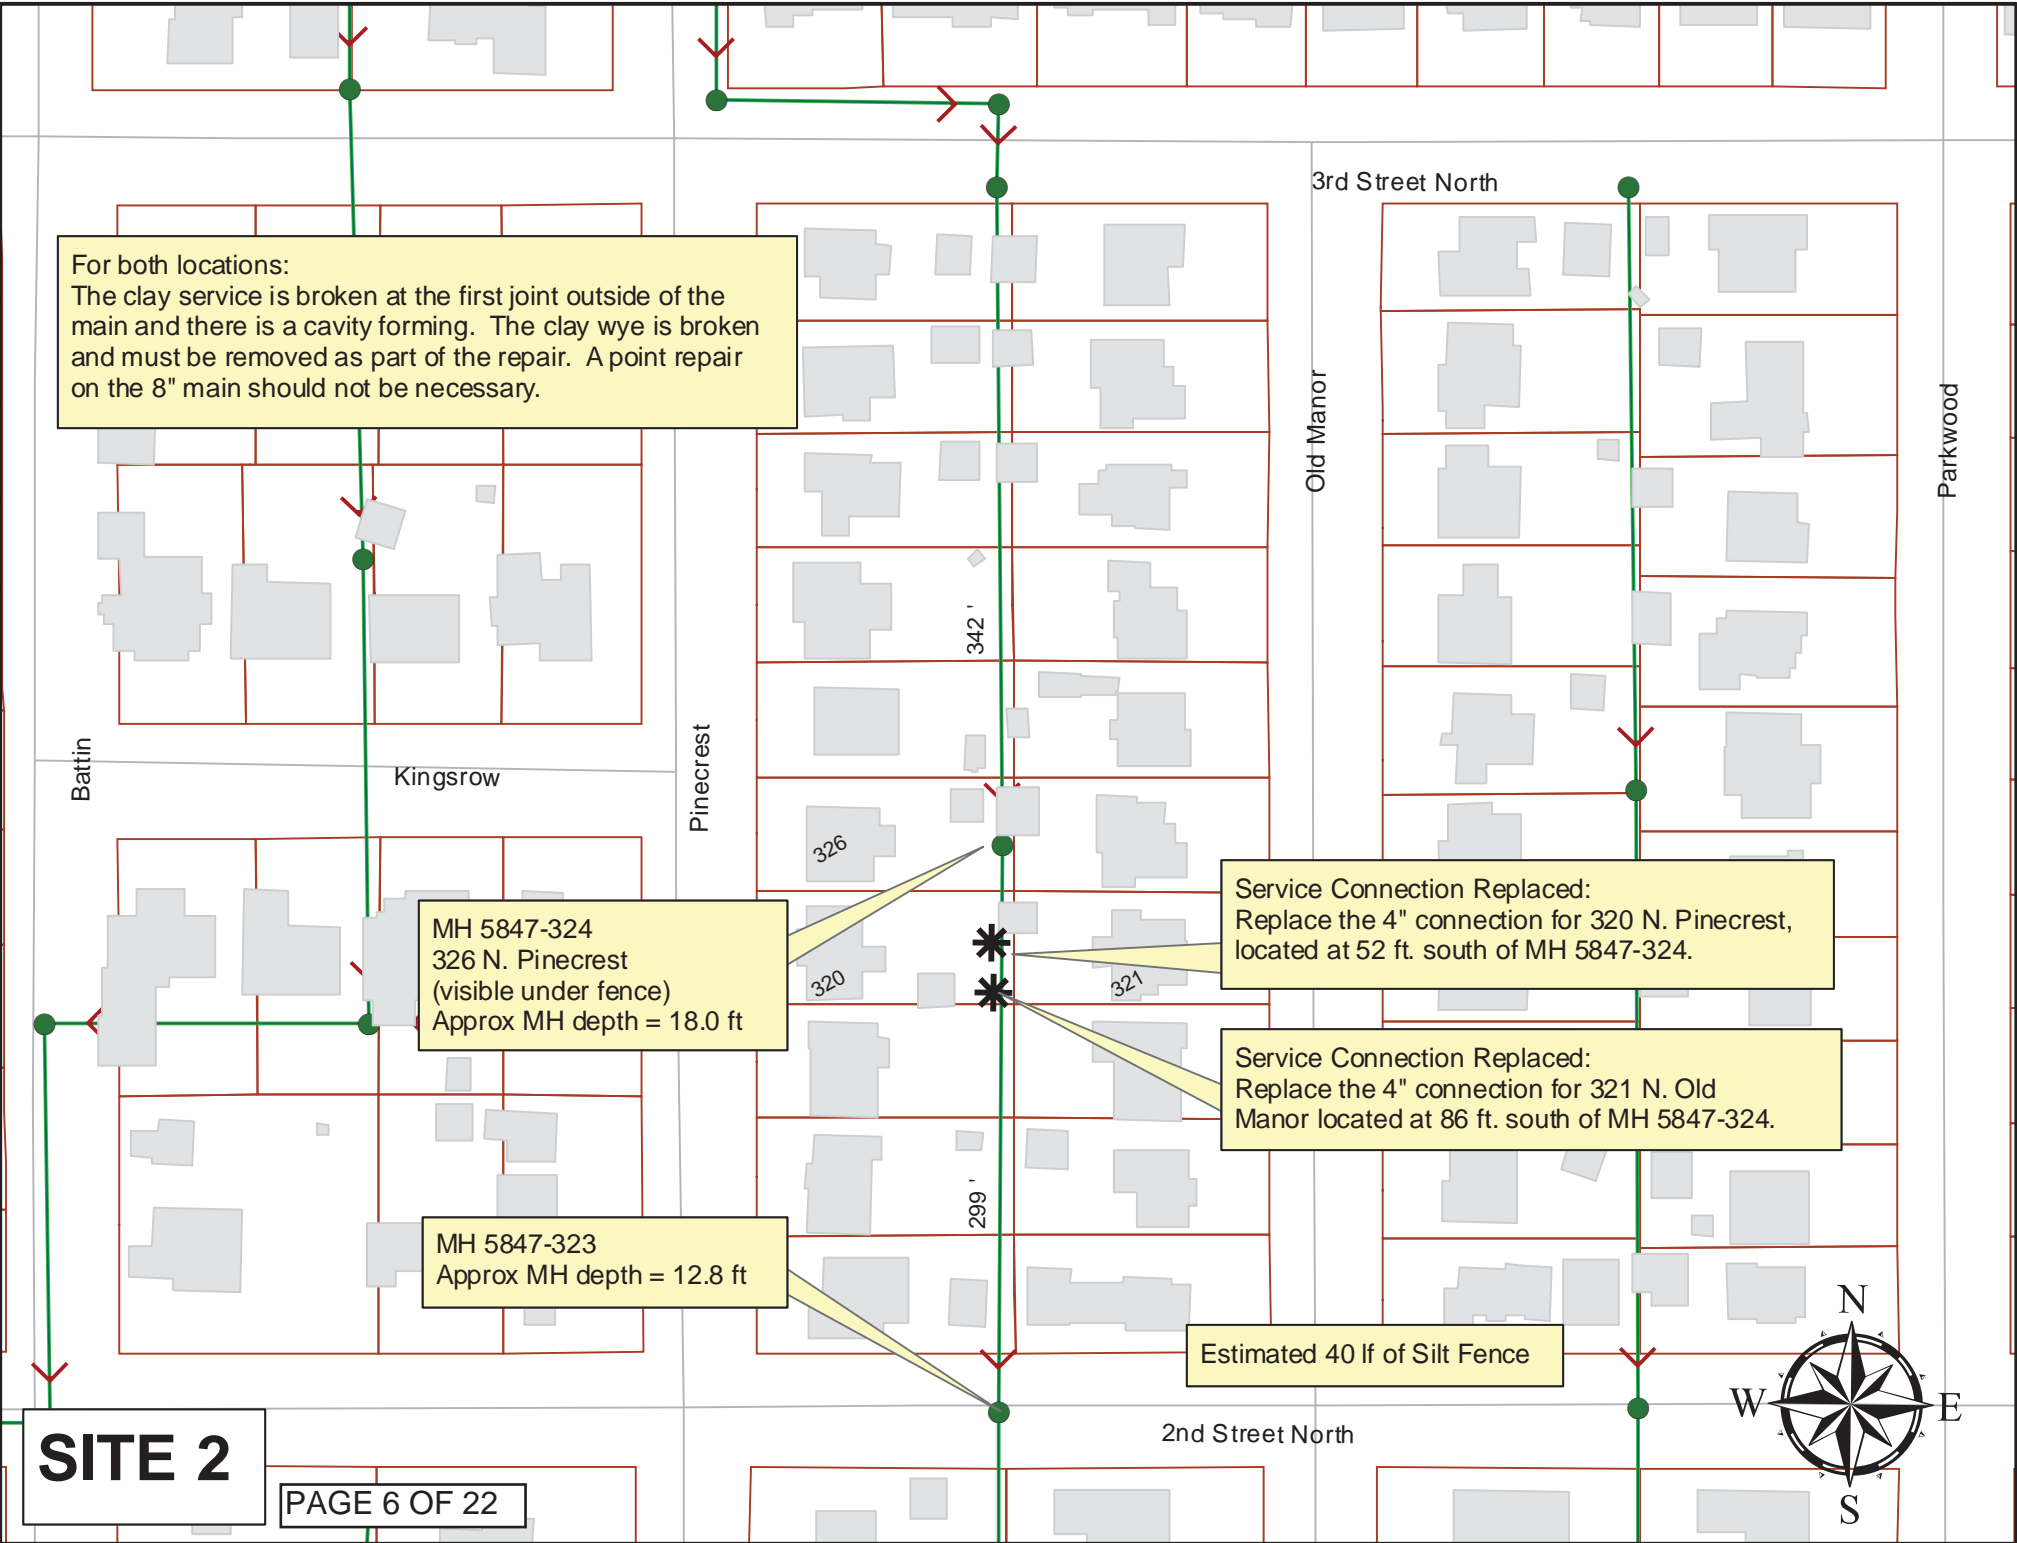 3rd Street North
For both locations:
The clay service is broken at the first joint outside of the
main and there is a cavity forming.  The clay wye is broken
and must be removed as part of the repair.  A point repair
on the 8" main should not be necessary.
Old Manor
Parkwood
342 '
Battin
Kingsrow
Pinecrest
326
MH 5847-324
326 N. Pinecrest
(visible under fence)
Approx MH depth = 18.0 ft
320
321
Service Connection Replaced:
Replace the 4" connection for 320 N. Pinecrest,
located at 52 ft. south of MH 5847-324.
Service Connection Replaced:
Replace the 4" connection for 321 N. Old
Manor located at 86 ft. south of MH 5847-324.
299 '
MH 5847-323
Approx MH depth = 12.8 ft
Estimated 40 lf of Silt Fence
N
W
E
S
2nd Street North
SITE 2
PAGE 6 OF 22